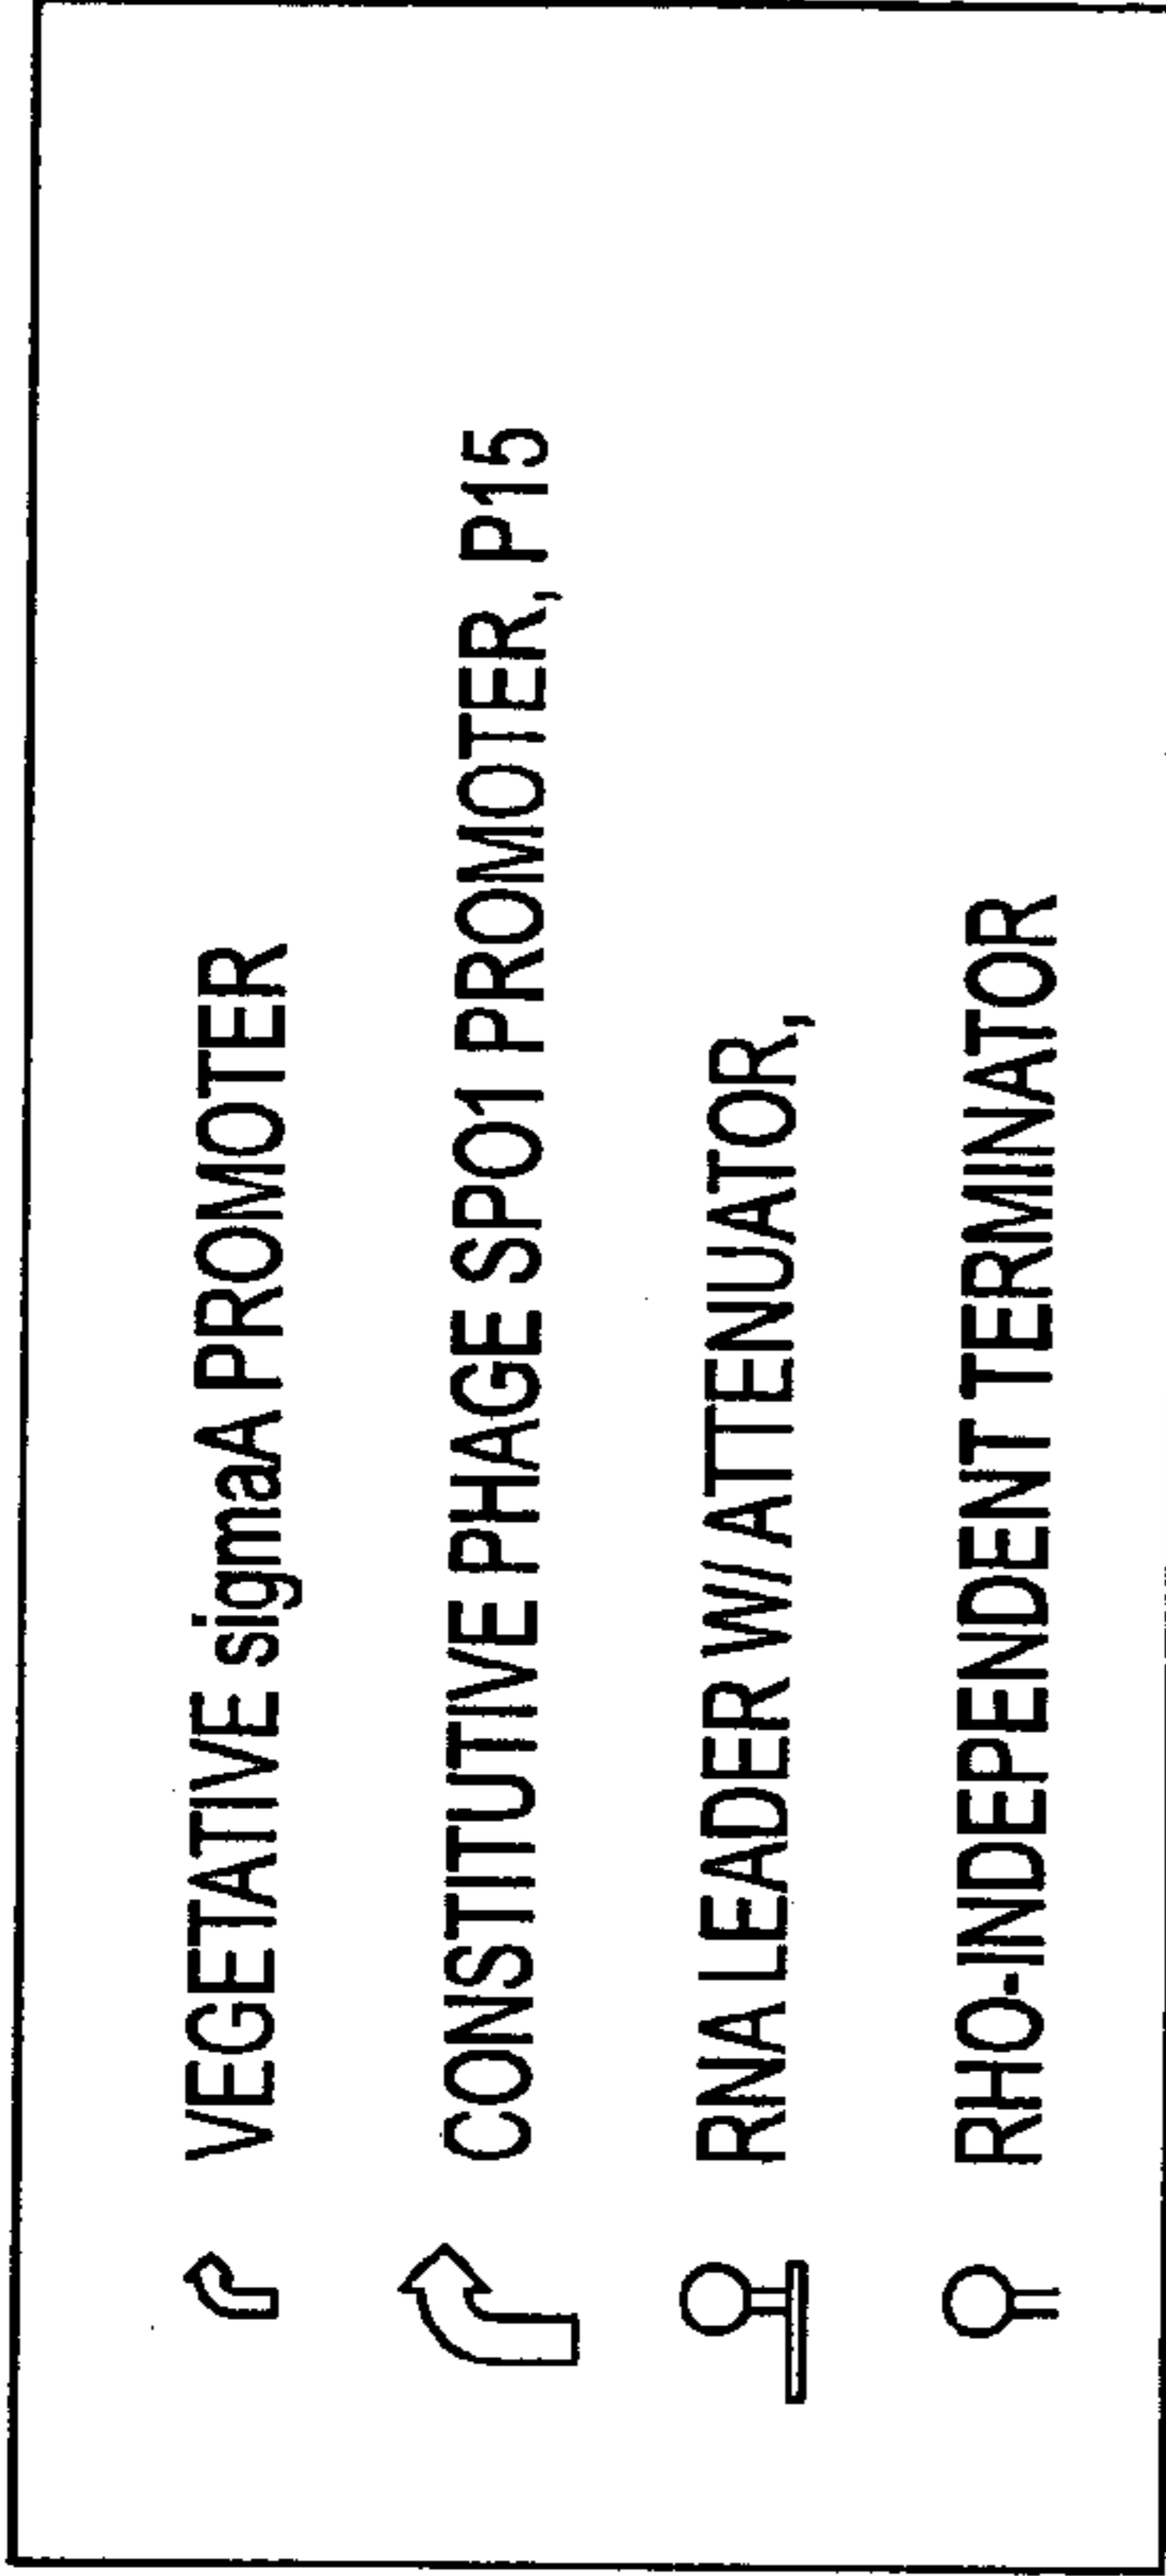 VEGETATIVE sigmaA PROMOTER
CONSTITUTIVE PHAGE SPO1 PROMOTER, P15
RNA LEADER W/ ATTENUATOR,
RHO-INDEPENDENT TERMINATOR